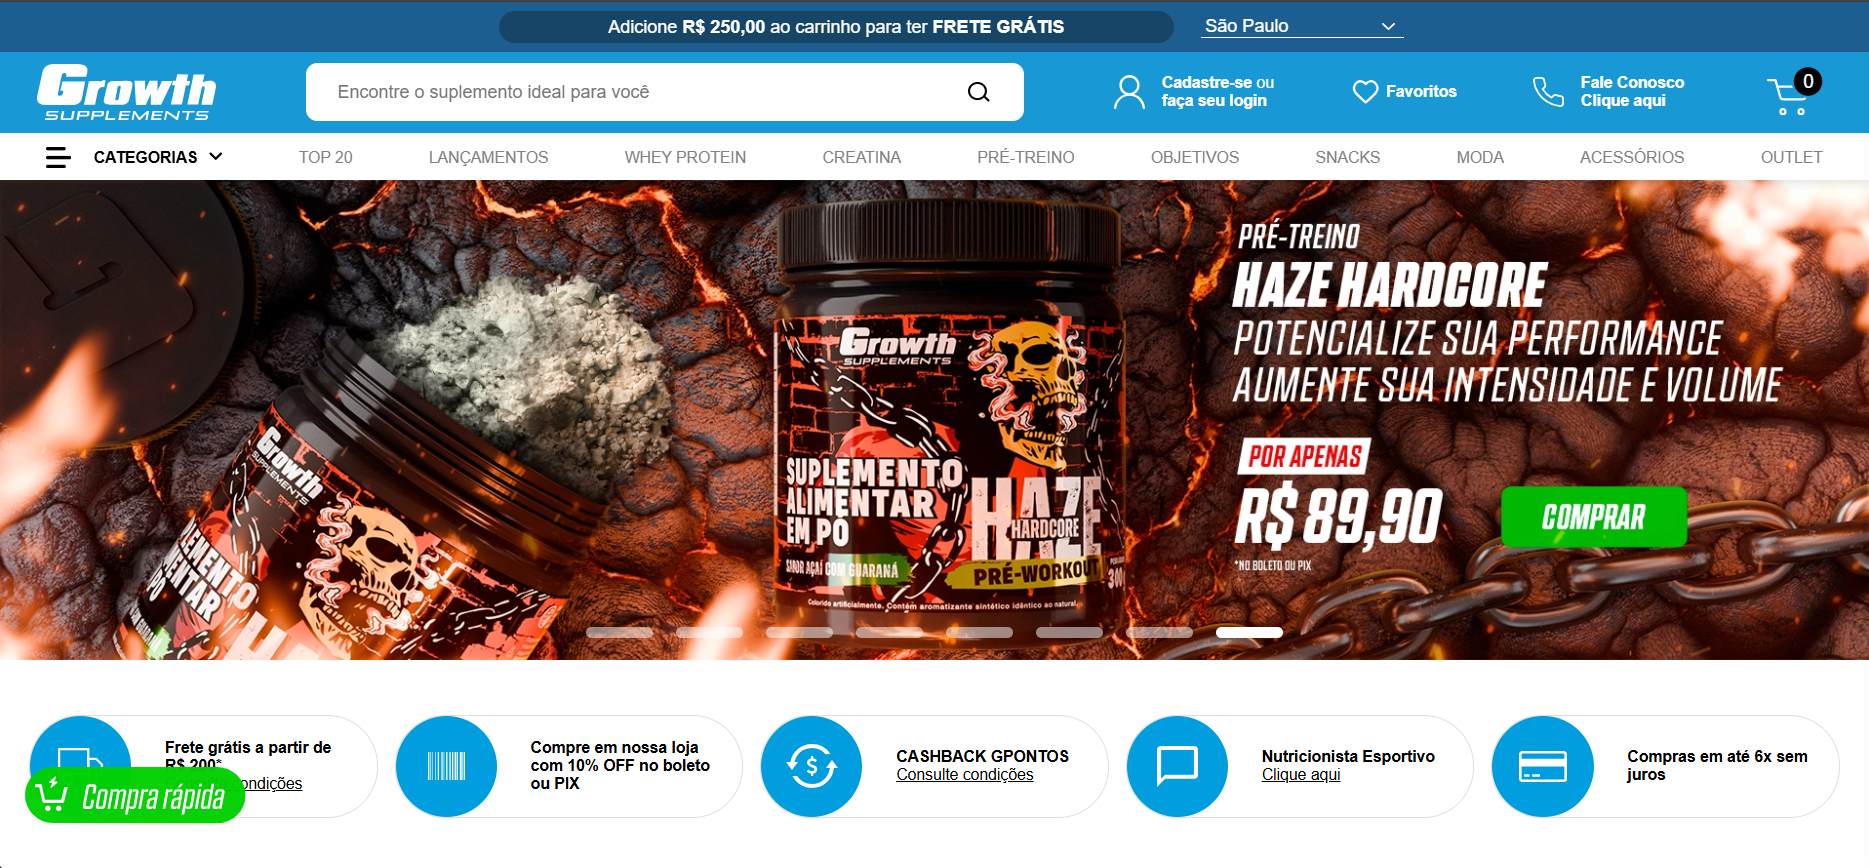 Adicione R$ 250,00 ao carrinho para ter FRETE GRÁTIS
São Paulo
Growth
SUPPLEMENTS
Encontre o suplemento ideal para você
Cadastre-se ou
faça seu login
Favoritos
Fale Conosco
Clique aqui
0
CATEGORIAS
TOP 20
LANÇAMENTOS
WHEY PROTEIN
CREATINA
PRÉ-TREINO
OBJETIVOS
SNACKS
MODA
ACESSÓRIOS
OUTLET
Growth
SUPPLEMENTS
HAZE
HARDCORE
SUPLEMENTO
ALIMENTAR
EM PÓ
SABOR AÇAÍ COM GUARANÁ
HAZE
HARDCORE
PRÉ-WORKOUT
Colorido artificialmente. Contém aromatizante sintético idêntico ao natural.
Growth
SUPPLEMENTS
PRÉ-TREINO
HAZE HARDCORE
POTENCIALIZE SUA PERFORMANCE
AUMENTE SUA INTENSIDADE E VOLUME
POR APENAS
R$ 89,90
*NO BOLETO OU PIX
COMPRAR
Frete grátis a partir de
R$ 200*
condições
Compra rápida
Compre em nossa loja
com 10% OFF no boleto
ou PIX
CASHBACK GPONTOS
Consulte condições
Nutricionista Esportivo
Clique aqui
Compras em até 6x sem
juros